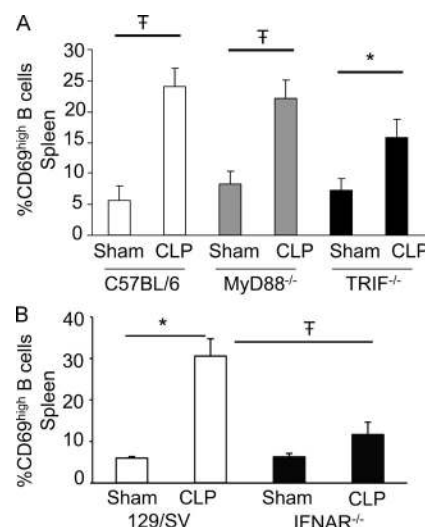 A
Ŧ
Ŧ
*
%CD69high B cells
Spleen
30
25
20
15
10
5
0
Sham CLP Sham CLP Sham CLP
C57BL/6 MyD88-/- TRIF-/-
B
*
Ŧ
%CD69high B cells
Spleen
40
30
20
10
0
Sham CLP Sham CLP
129/SV IFNAR-/-